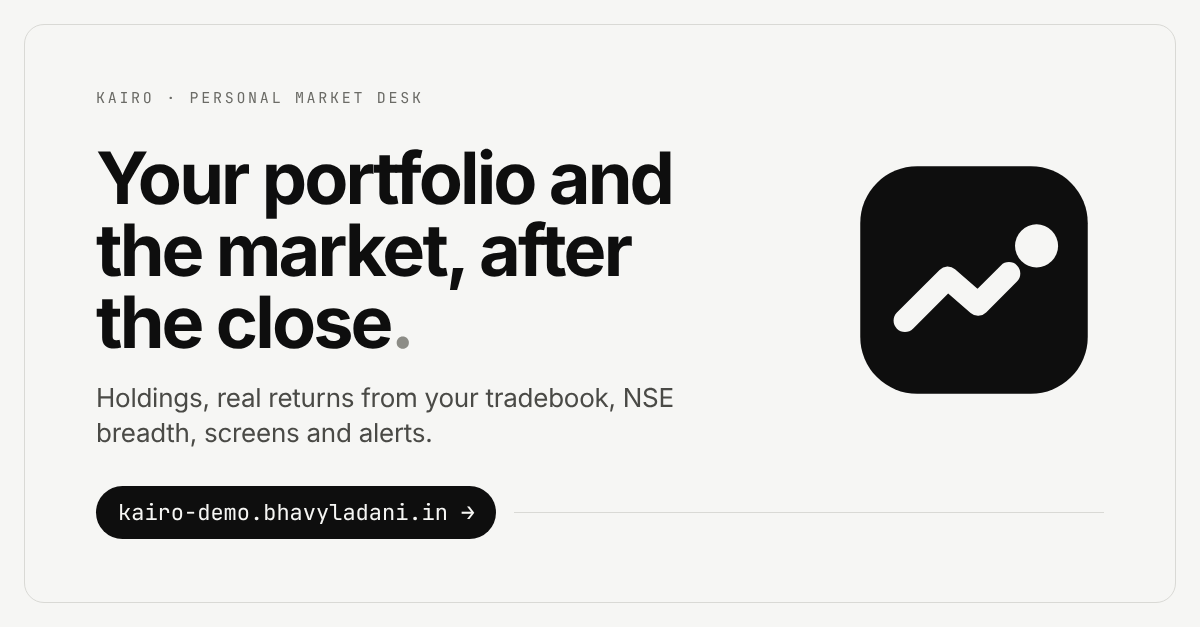 KAIRO · PERSONAL MARKET DESK
Your portfolio and
the market, after
the close.
Holdings, real returns from your tradebook, NSE
breadth, screens and alerts.
kairo-demo.bhavyladani.in →